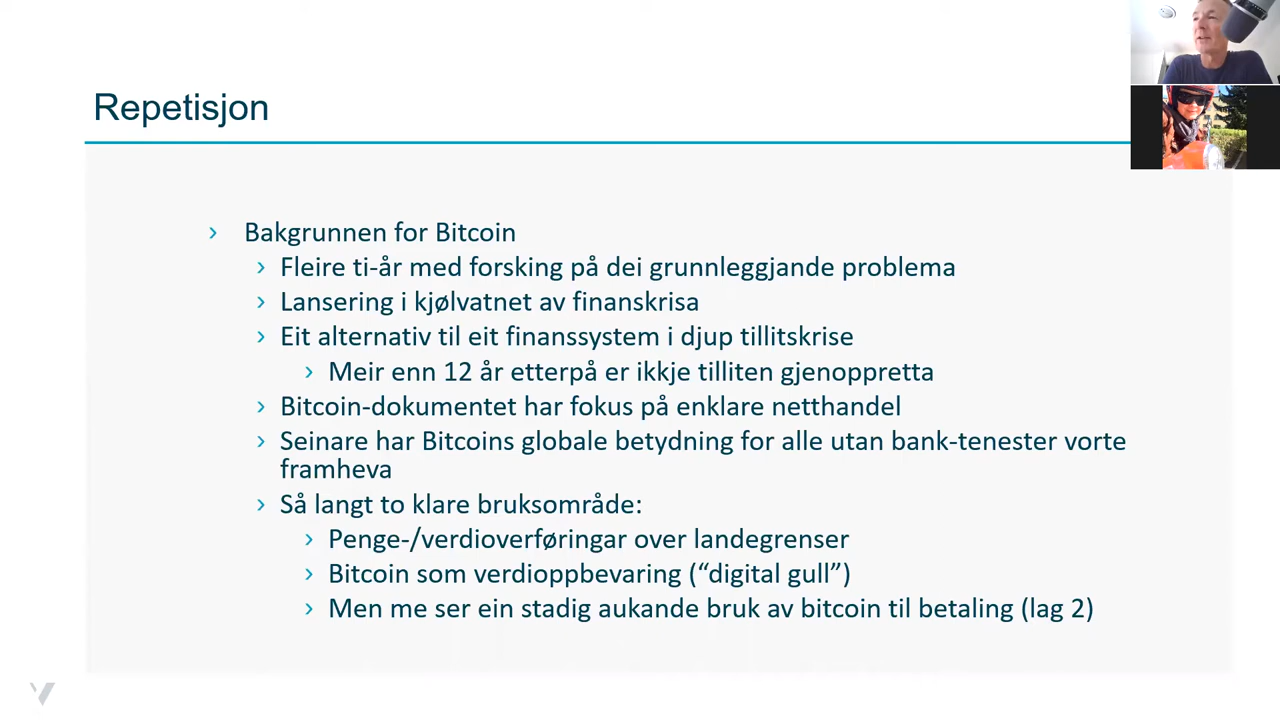 Repetisjon
› Bakgrunnen for Bitcoin
› Fleire ti-år med forsking på dei grunnleggjande problema
› Lansering i kjølvatnet av finanskrisa
› Eit alternativ til eit finanssystem i djup tillitskrise
› Meir enn 12 år etterpå er ikkje tilliten gjenoppretta
› Bitcoin-dokumentet har fokus på enklare netthandel
› Seinare har Bitcoins globale betydning for alle utan bank-tenester vorte
framheva
› Så langt to klare bruksområde:
› Penge-/verdioverføringar over landegrenser
› Bitcoin som verdioppbevaring (“digital gull”)
› Men me ser ein stadig aukande bruk av bitcoin til betaling (lag 2)